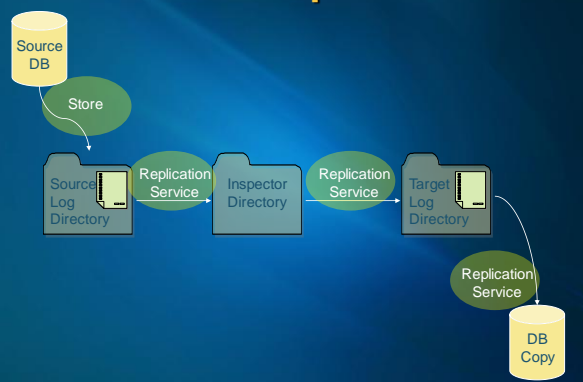 Source
DB
Store
Source
Log
Directory
Replication
Service
Inspector
Directory
Replication
Service
Target
Log
Directory
Replication
Service
DB
Copy